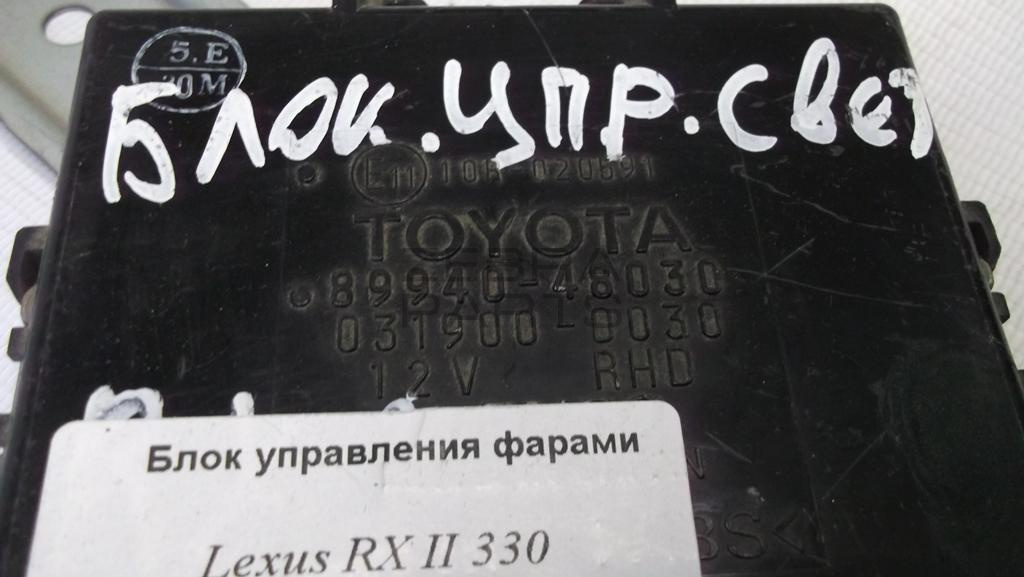 5.E
30M
Блок.упр.свет
E11 10R-020691
TOYOTA
89940-48030
031900 0030
12V RHD
Блок управления фарами
Lexus RX II 330